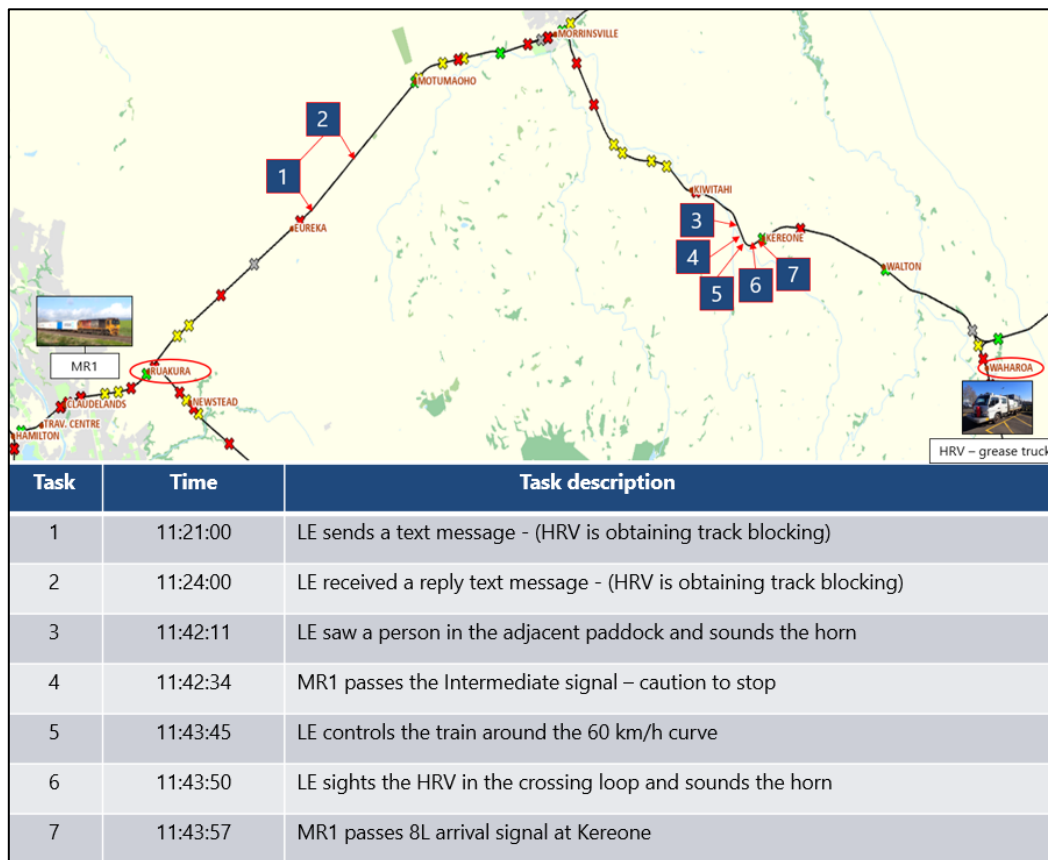 MORRINSVILLE
MOTUMAOHO
2
1
EUREKA
KIWITAHI
3
KEREONE
4
5
6
7
WALTON
MR1
RUAKURA
WAHAROA
CLAUDELANDS
NEWSTEAD
TRAV. CENTRE
HAMILTON
HRV – grease truck
Task Time Task description
1 11:21:00 LE sends a text message - (HRV is obtaining track blocking)
2 11:24:00 LE received a reply text message - (HRV is obtaining track blocking)
3 11:42:11 LE saw a person in the adjacent paddock and sounds the horn
4 11:42:34 MR1 passes the Intermediate signal – caution to stop
5 11:43:45 LE controls the train around the 60 km/h curve
6 11:43:50 LE sights the HRV in the crossing loop and sounds the horn
7 11:43:57 MR1 passes 8L arrival signal at Kereone